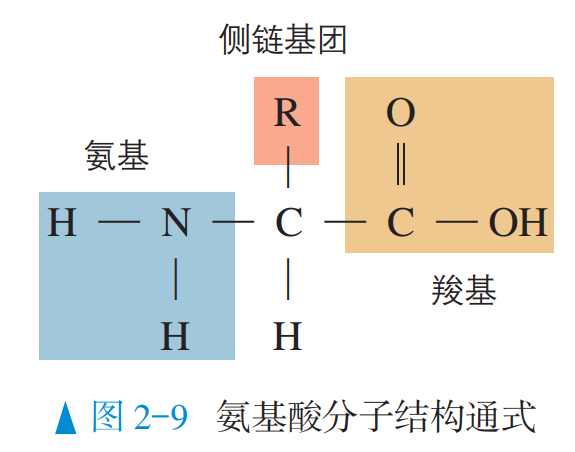 侧链基团
R O
氨基
H — N — C — C — OH
羧基
H H
▲ 图 2-9 氨基酸分子结构通式